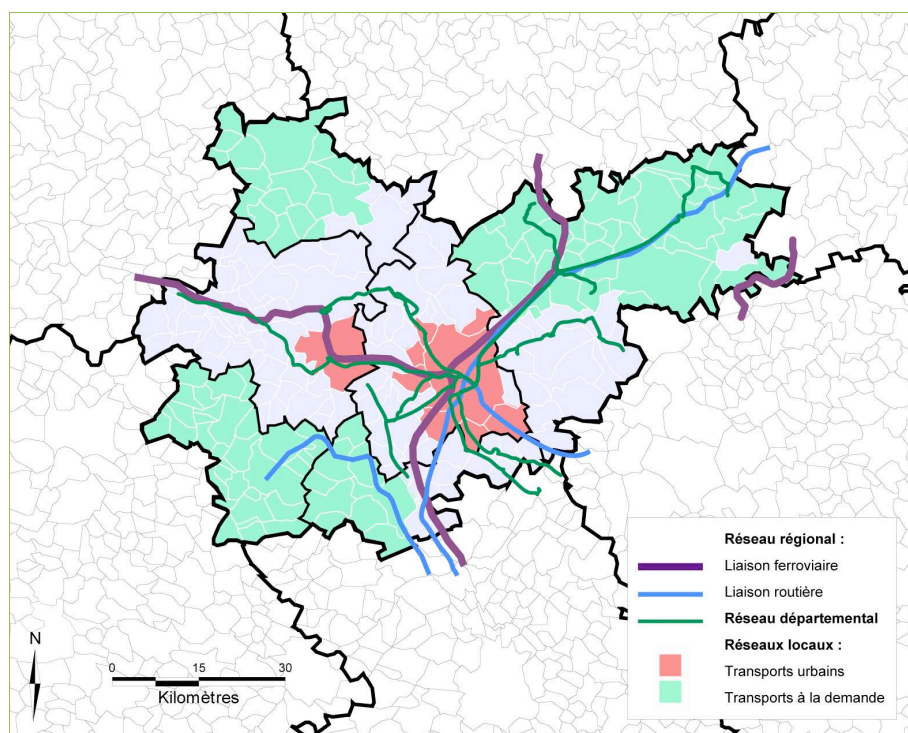 Réseau régional :
Liaison ferroviaire
Liaison routière
Réseau départemental
Réseaux locaux :
Transports urbains
Transports à la demande
N
0 15 30
Kilomètres